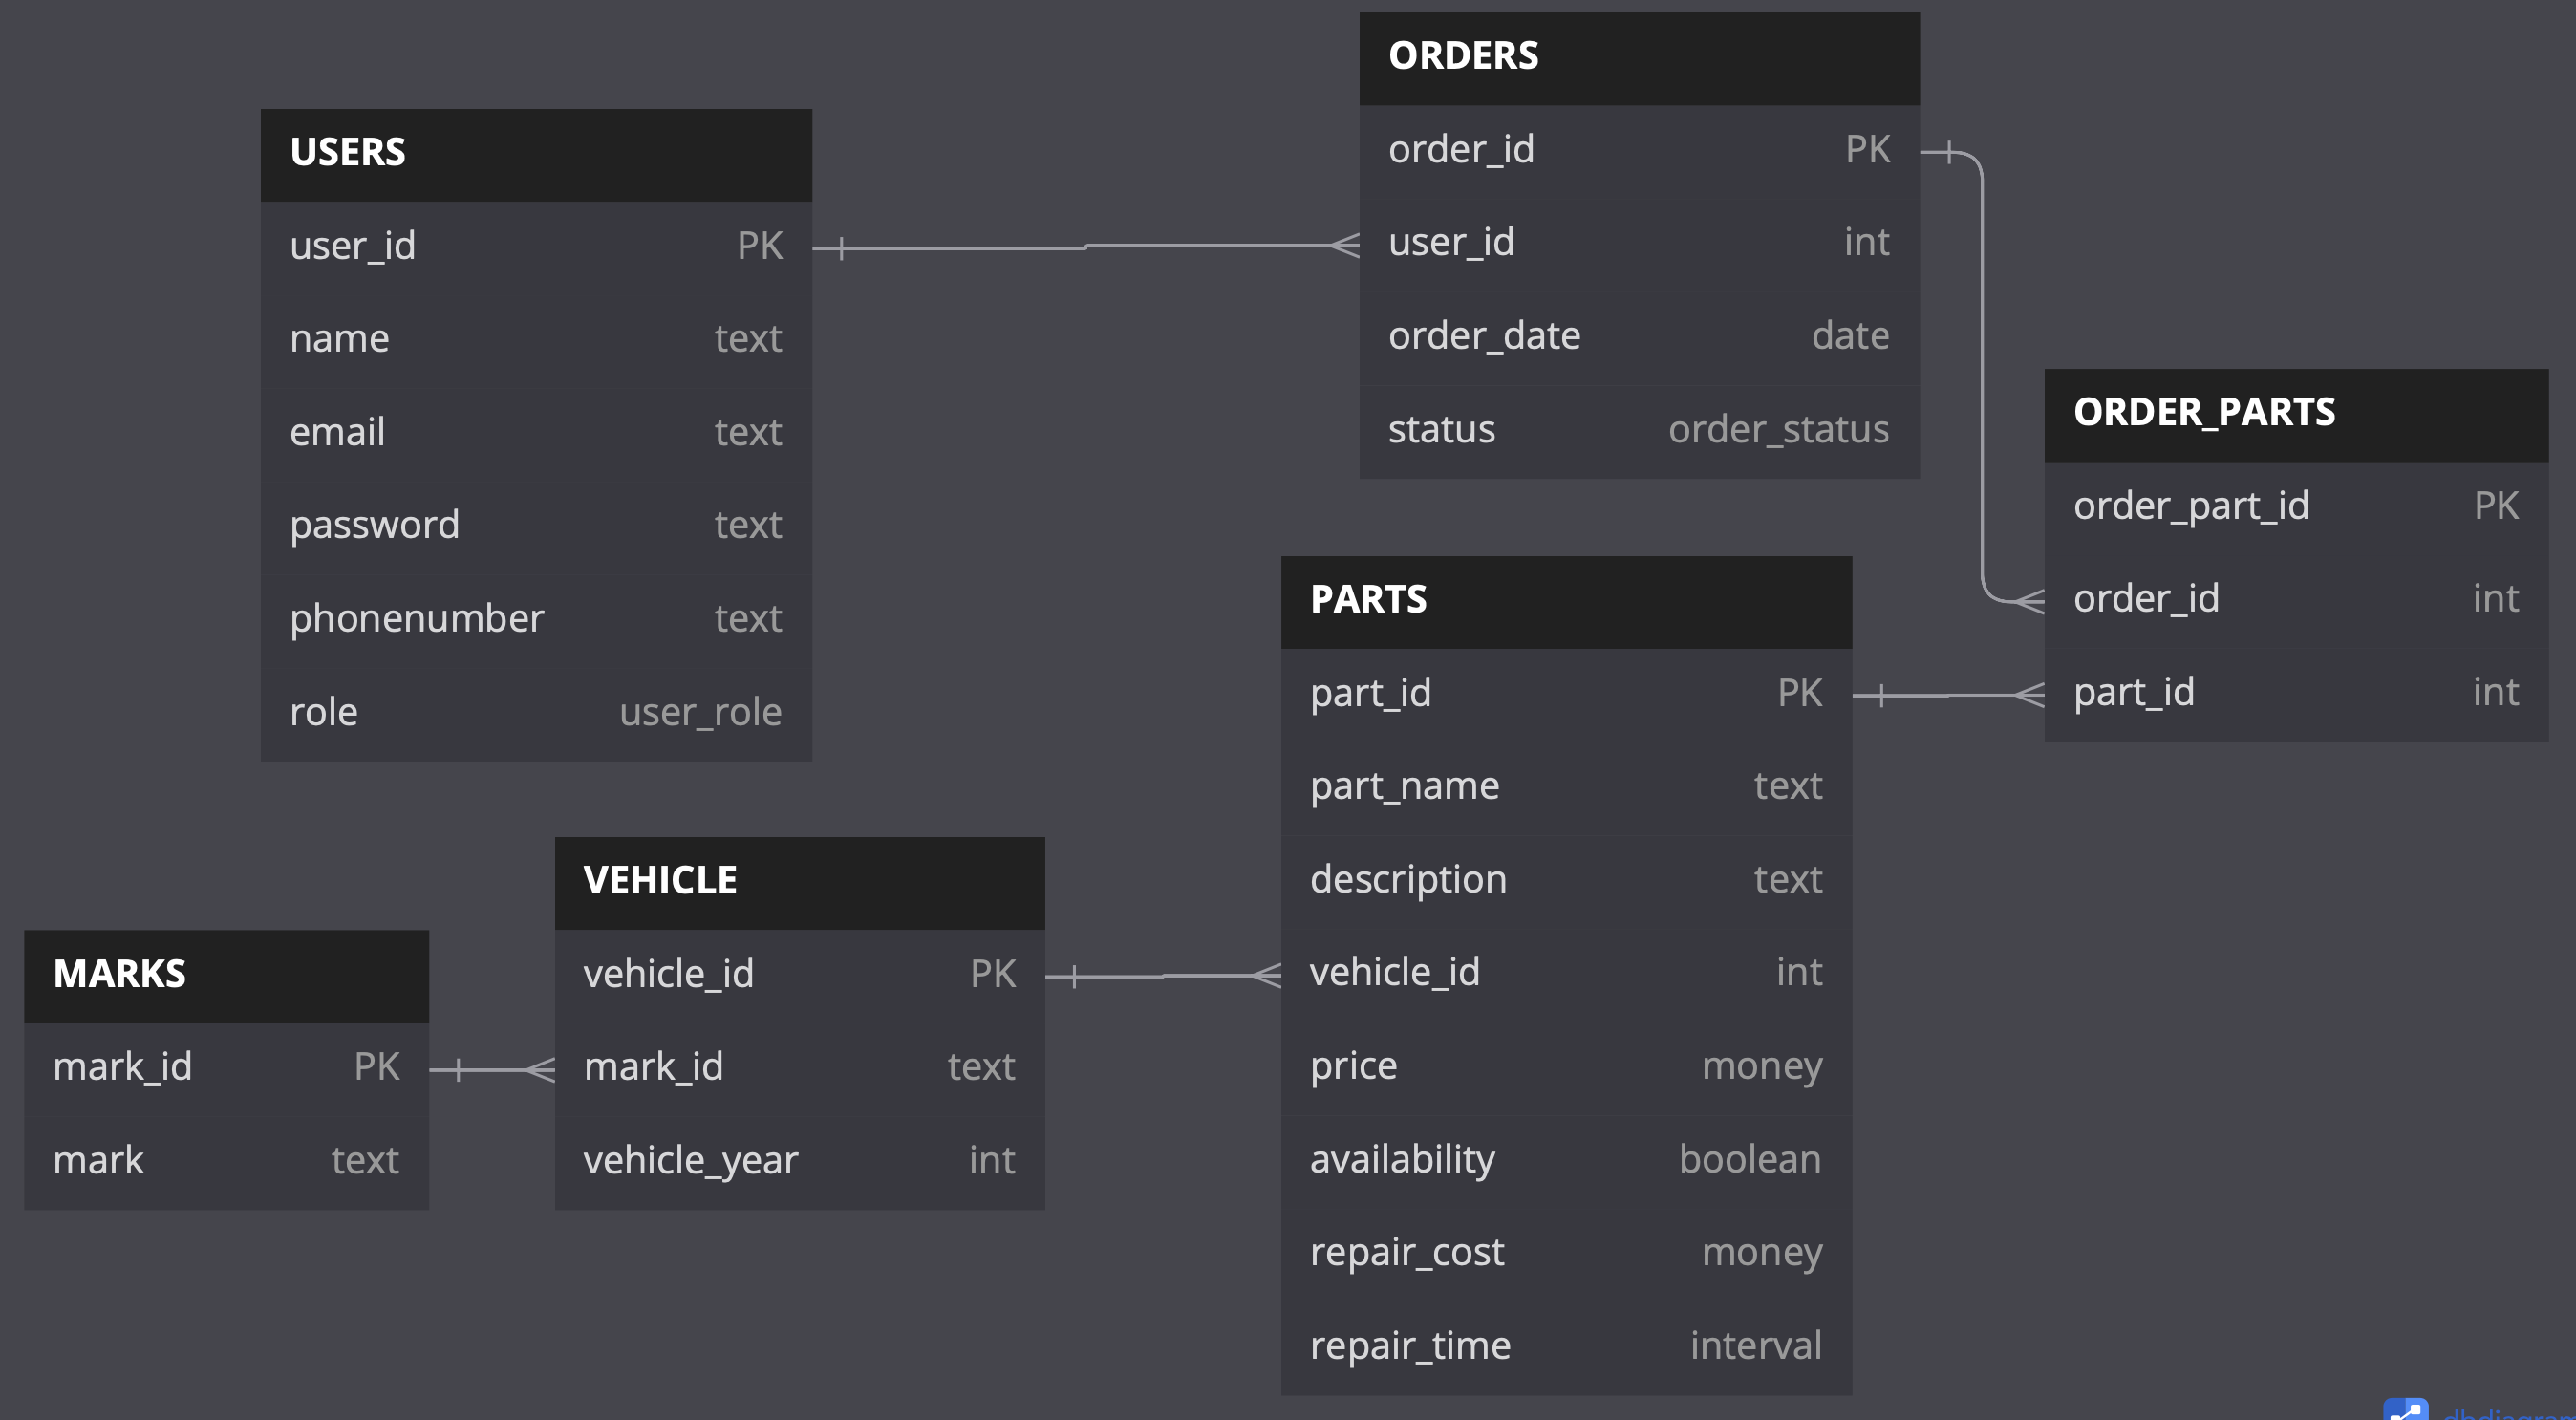 USERS
user_id PK
name text
email text
password text
phonenumber text
role user_role
ORDERS
order_id PK
user_id int
order_date date
status order_status
ORDER_PARTS
order_part_id PK
order_id int
part_id int
PARTS
part_id PK
part_name text
description text
vehicle_id int
price money
availability boolean
repair_cost money
repair_time interval
VEHICLE
vehicle_id PK
mark_id text
vehicle_year int
MARKS
mark_id PK
mark text